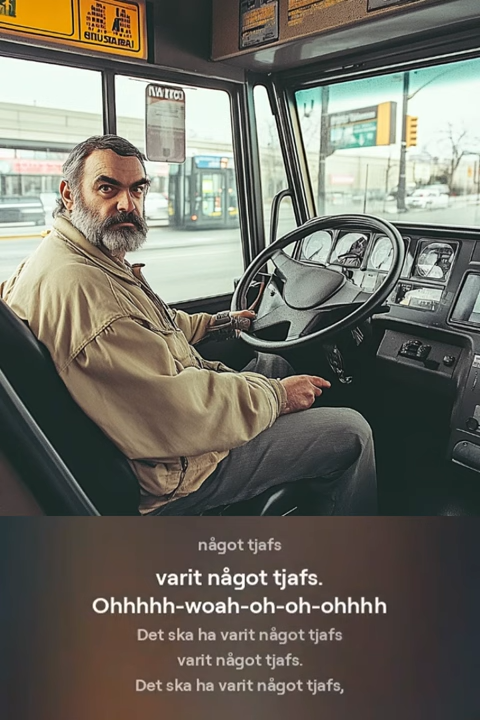 något tjafs
varit något tjafs.
Ohhhhh-woah-oh-oh-ohhhh
Det ska ha varit något tjafs
varit något tjafs.
Det ska ha varit något tjafs,